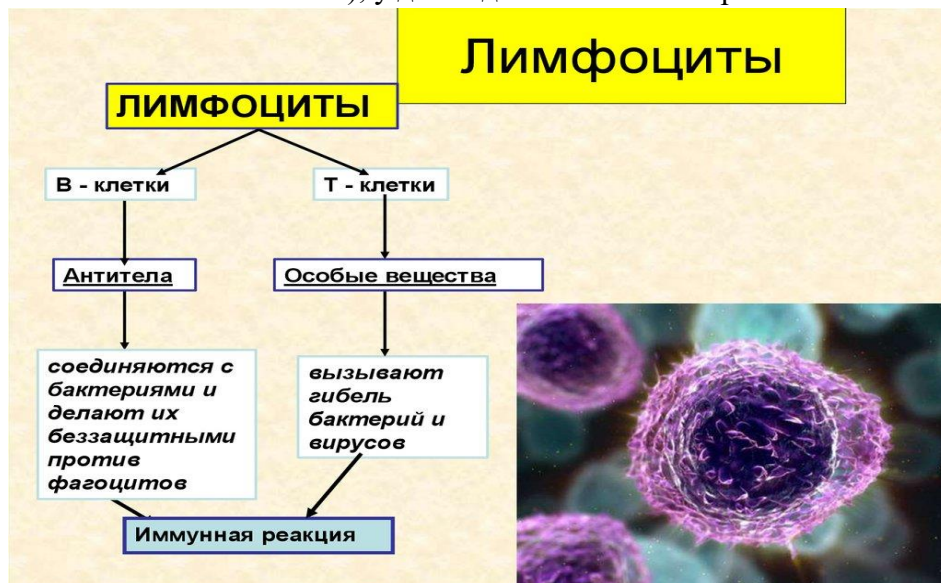 Лимфоциты
ЛИМФОЦИТЫ
В - клетки
Т - клетки
Антитела
Особые вещества
соединяются с
бактериями и
делают их
беззащитными
против
фагоцитов
вызывают
гибель
бактерий и
вирусов
Иммунная реакция